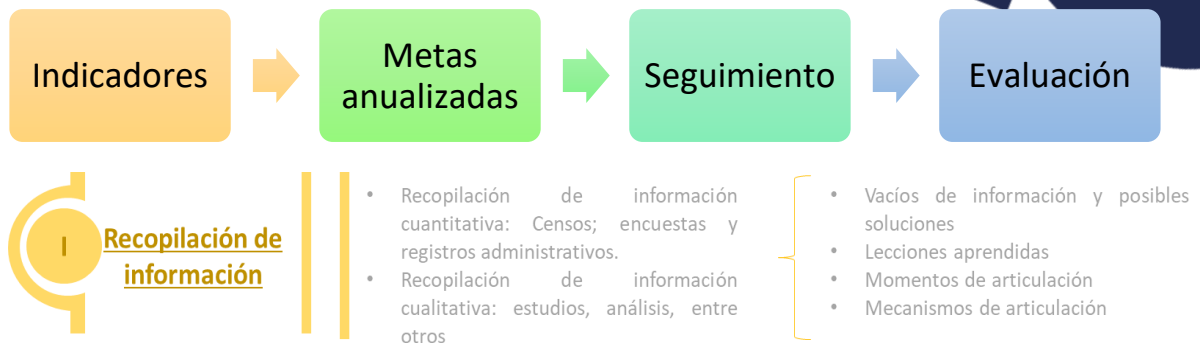 Indicadores
Metas
anualizadas
Seguimiento
Evaluación
I
Recopilación de
información
• Recopilación de información
cuantitativa: Censos; encuestas y
registros administrativos.
• Recopilación de información
cualitativa: estudios, análisis, entre
otros
• Vacíos de información y posibles
soluciones
• Lecciones aprendidas
• Momentos de articulación
• Mecanismos de articulación